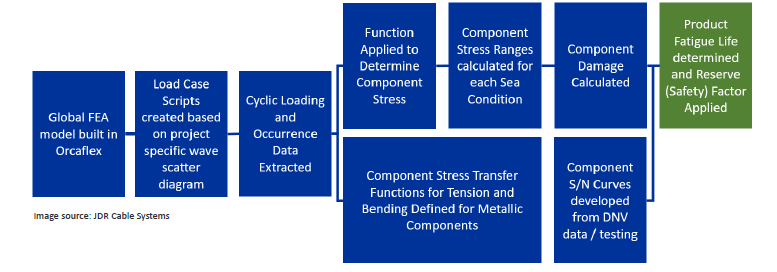 Global FEA
model built in
Orcaflex
Load Case
Scripts
created based
on project
specific wave
scatter
diagram
Cyclic Loading
and
Occurrence
Data
Extracted
Function
Applied to
Determine
Component
Stress
Component
Stress Ranges
calculated for
each Sea
Condition
Component
Damage
Calculated
Product
Fatigue Life
determined
and Reserve
(Safety) Factor
Applied
Component Stress Transfer
Functions for Tension and
Bending Defined for Metallic
Components
Component
S/N Curves
developed
from DNV
data / testing
Image source: JDR Cable Systems